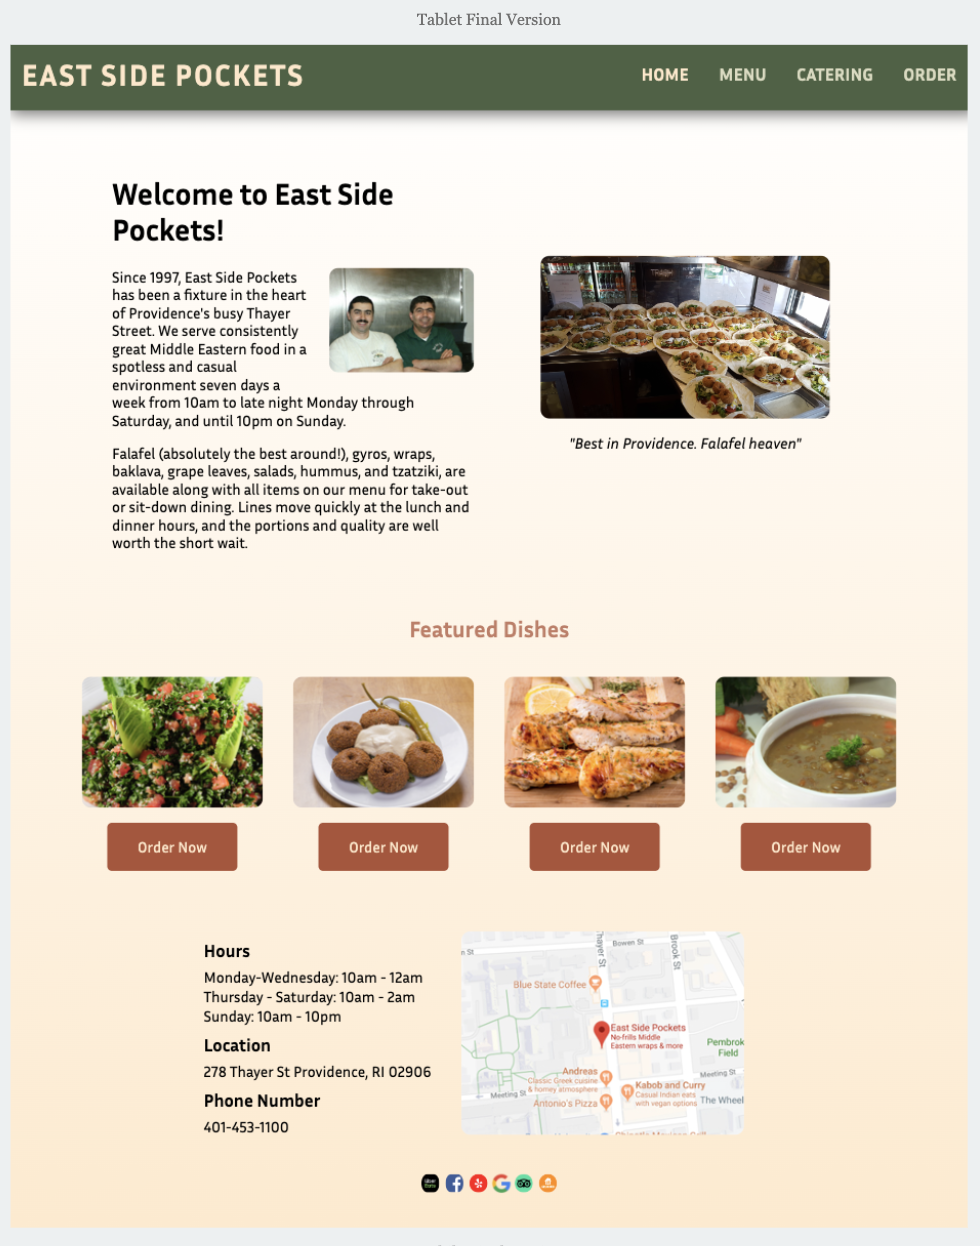 Tablet Final Version
EAST SIDE POCKETS
HOME MENU CATERING ORDER
Welcome to East Side
Pockets!
Since 1997, East Side Pockets
has been a fixture in the heart
of Providence's busy Thayer
Street. We serve consistently
great Middle Eastern food in a
spotless and casual
environment seven days a
week from 10am to late night Monday through
Saturday, and until 10pm on Sunday.
Falafel (absolutely the best around!), gyros, wraps,
baklava, grape leaves, salads, hummus, and tzatziki, are
available along with all items on our menu for take-out
or sit-down dining. Lines move quickly at the lunch and
dinner hours, and the portions and quality are well
worth the short wait.
"Best in Providence. Falafel heaven"
Featured Dishes
Order Now
Order Now
Order Now
Order Now
Hours
Monday-Wednesday: 10am - 12am
Thursday - Saturday: 10am - 2am
Sunday: 10am - 10pm
Location
278 Thayer St Providence, RI 02906
Phone Number
401-453-1100
n St
Thayer St
Bowen St
Brook St
Blue State Coffee
East Side Pockets
No-frills Middle
Eastern wraps & more
Pembrok
Field
Andreas
Classic Greek cuisine
& homey atmosphere
Meeting St
Kabob and Curry
Casual Indian eats
with vegan options
Meeting St
Antonio's Pizza
The Wheel